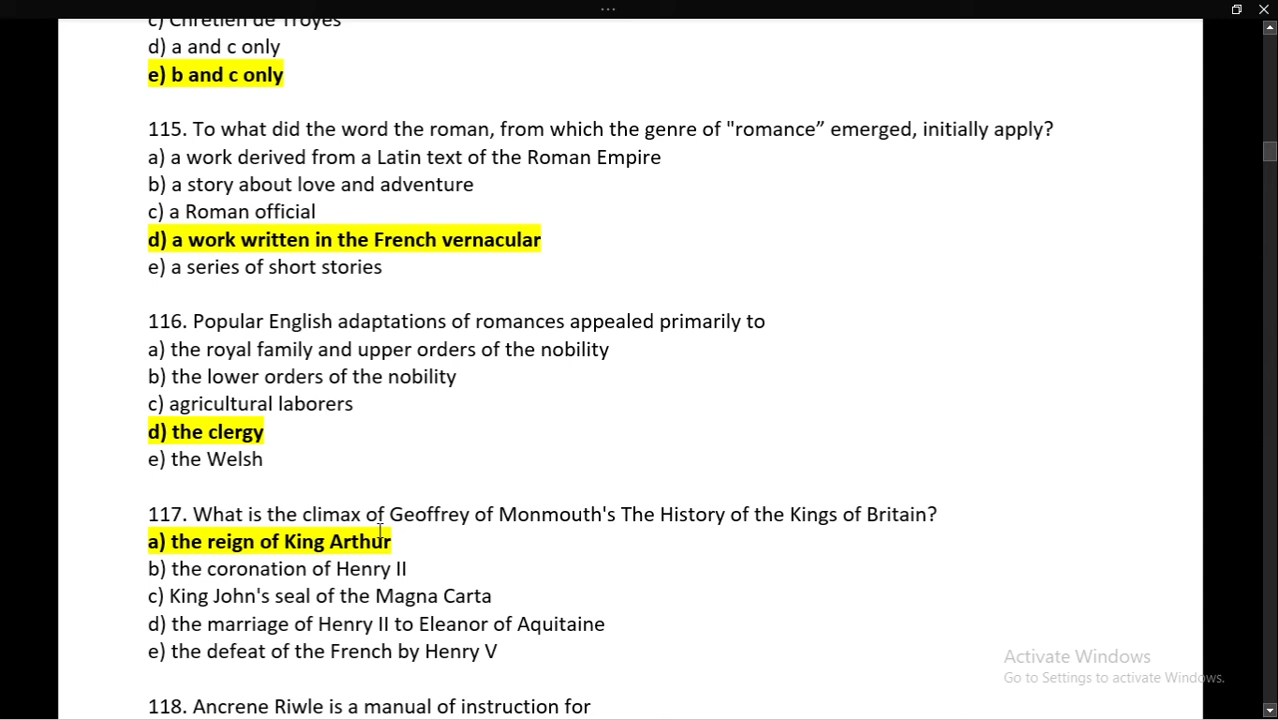 c) Chrétien de Troyes
d) a and c only
e) b and c only
115. To what did the word the roman, from which the genre of "romance” emerged, initially apply?
a) a work derived from a Latin text of the Roman Empire
b) a story about love and adventure
c) a Roman official
d) a work written in the French vernacular
e) a series of short stories
116. Popular English adaptations of romances appealed primarily to
a) the royal family and upper orders of the nobility
b) the lower orders of the nobility
c) agricultural laborers
d) the clergy
e) the Welsh
117. What is the climax of Geoffrey of Monmouth's The History of the Kings of Britain?
a) the reign of King Arthur
b) the coronation of Henry II
c) King John's seal of the Magna Carta
d) the marriage of Henry II to Eleanor of Aquitaine
e) the defeat of the French by Henry V
Activate Windows
Go to Settings to activate Windows.
118. Ancrene Riwle is a manual of instruction for